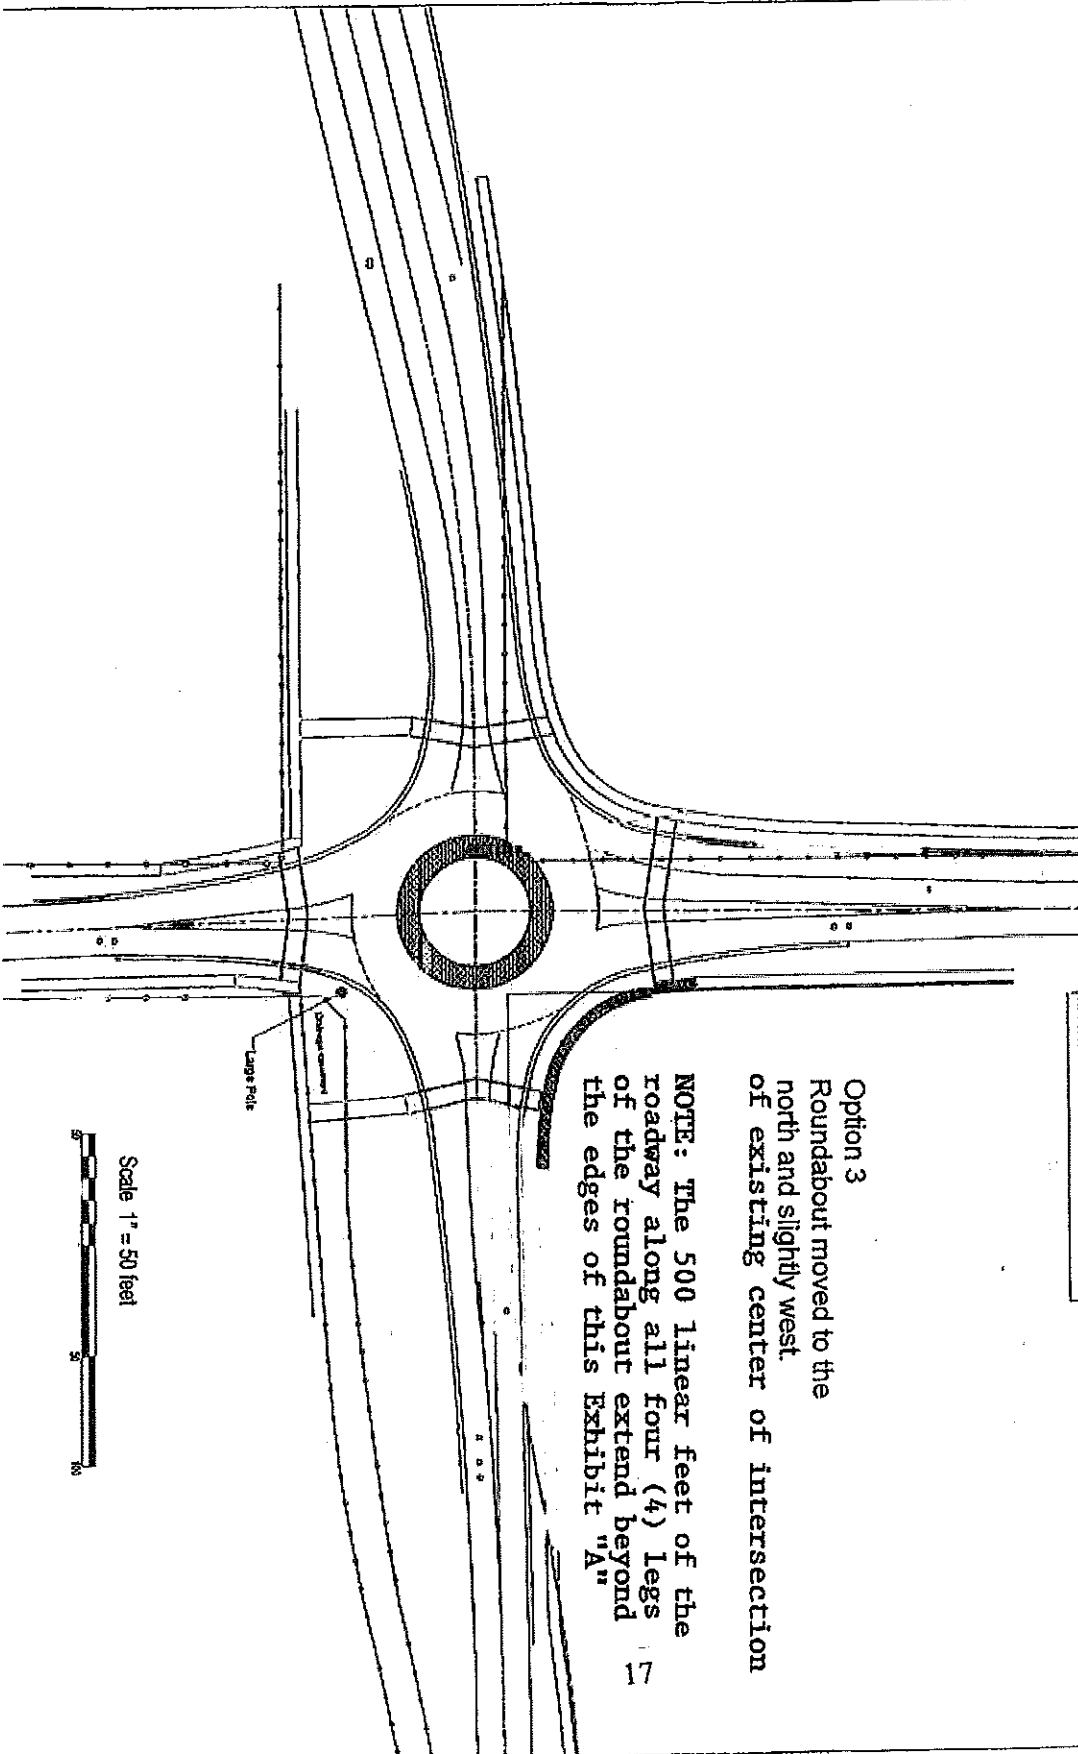 Option 3
Roundabout moved to the
north and slightly west.
of existing center of intersection
NOTE: The 500 linear feet of the
roadway along all four (4) legs
of the roundabout extend beyond
the edges of this Exhibit "A"
17
Large Pole
Scale 1" = 50 feet
50
50
100